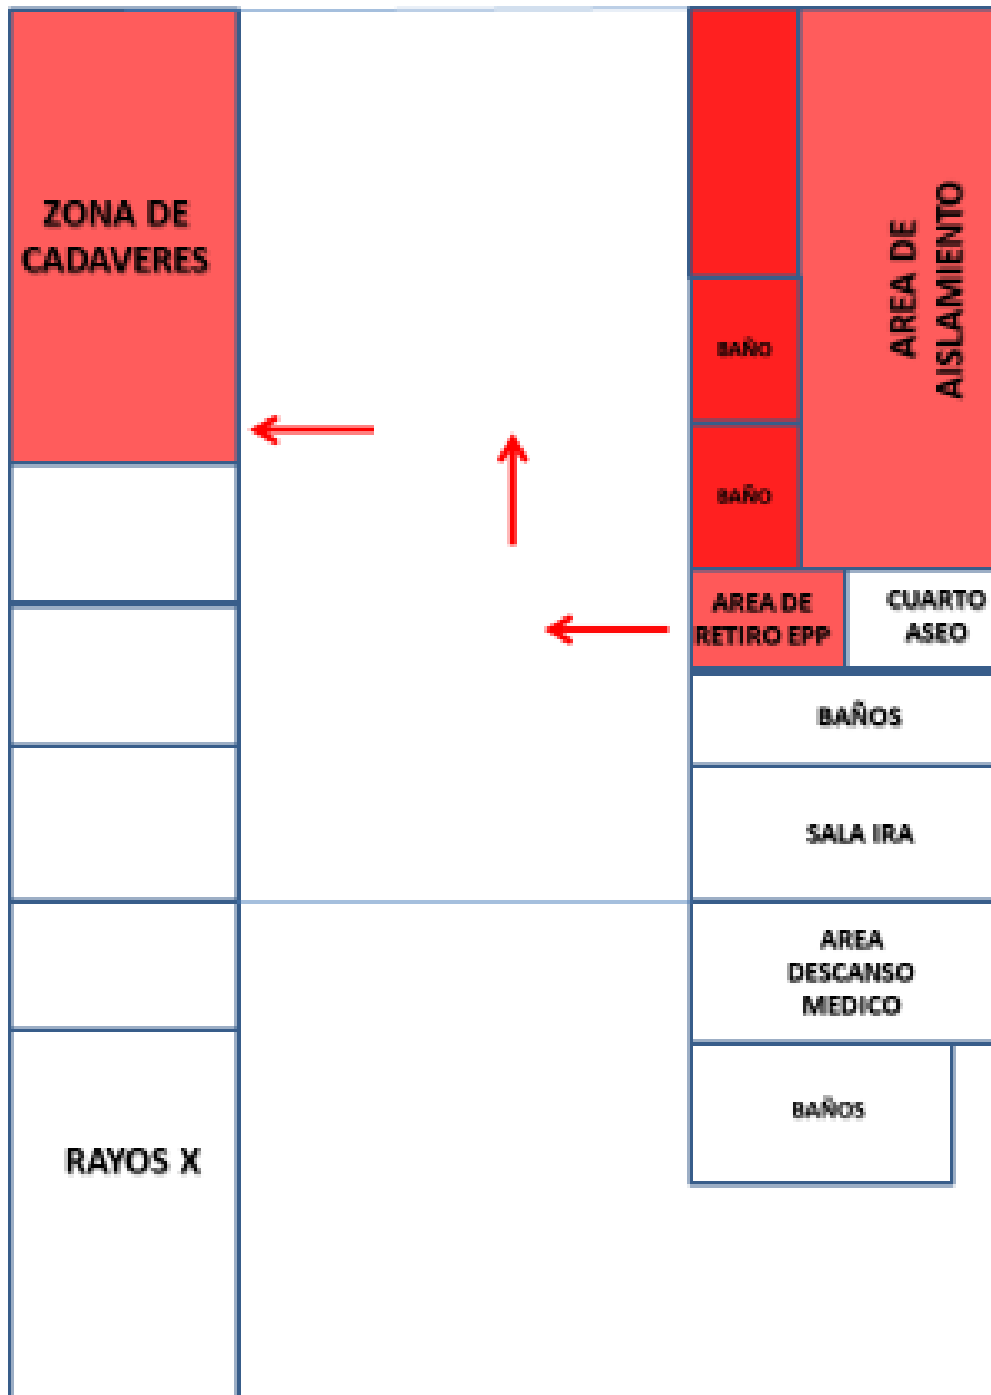 ZONA DE
CADAVERES
AREA DE
AISLAMIENTO
BAÑO
BAÑO
AREA DE
RETIRO EPP
CUARTO
ASEO
BAÑOS
SALA IRA
AREA
DESCANSO
MEDICO
BAÑOS
RAYOS X